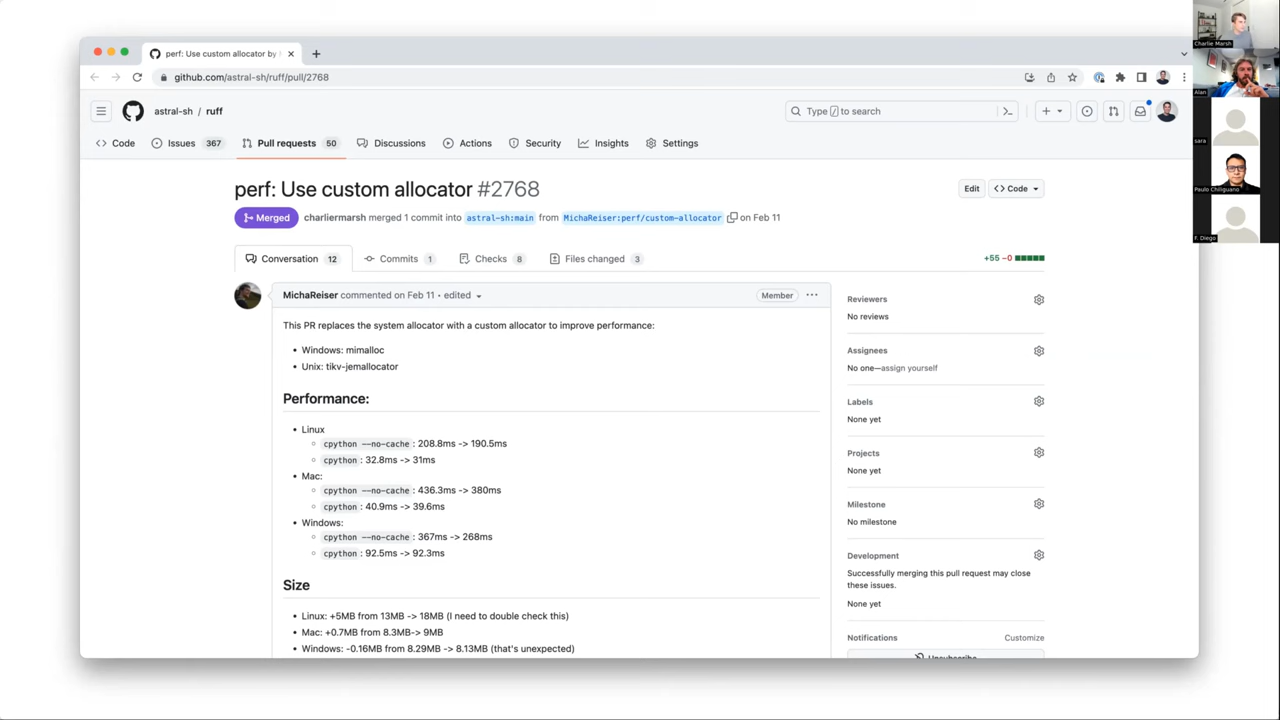 perf: Use custom allocator by
github.com/astral-sh/ruff/pull/2768
astral-sh / ruff
Type / to search
Code
Issues 367
Pull requests 50
Discussions
Actions
Security
Insights
Settings
perf: Use custom allocator #2768
Edit
Code
Merged
charliermarsh merged 1 commit into astral-sh:main from MichaReiser:perf/custom-allocator on Feb 11
Conversation 12
Commits 1
Checks 8
Files changed 3
+55 −0
MichaReiser commented on Feb 11 • edited
Member
This PR replaces the system allocator with a custom allocator to improve performance:
• Windows: mimalloc
• Unix: tikv-jemallocator
Performance:
• Linux
cpython --no-cache : 208.8ms -> 190.5ms
cpython : 32.8ms -> 31ms
• Mac:
cpython --no-cache : 436.3ms -> 380ms
cpython : 40.9ms -> 39.6ms
• Windows:
cpython --no-cache : 367ms -> 268ms
cpython : 92.5ms -> 92.3ms
Size
• Linux: +5MB from 13MB -> 18MB (I need to double check this)
• Mac: +0.7MB from 8.3MB-> 9MB
• Windows: -0.16MB from 8.29MB -> 8.13MB (that's unexpected)
Reviewers
No reviews
Assignees
No one—assign yourself
Labels
None yet
Projects
None yet
Milestone
No milestone
Development
Successfully merging this pull request may close
these issues.
None yet
Notifications
Customize
Unsubscribe
Charlie Marsh
Alan
sara
Paulo Chiliguano
F. Diego